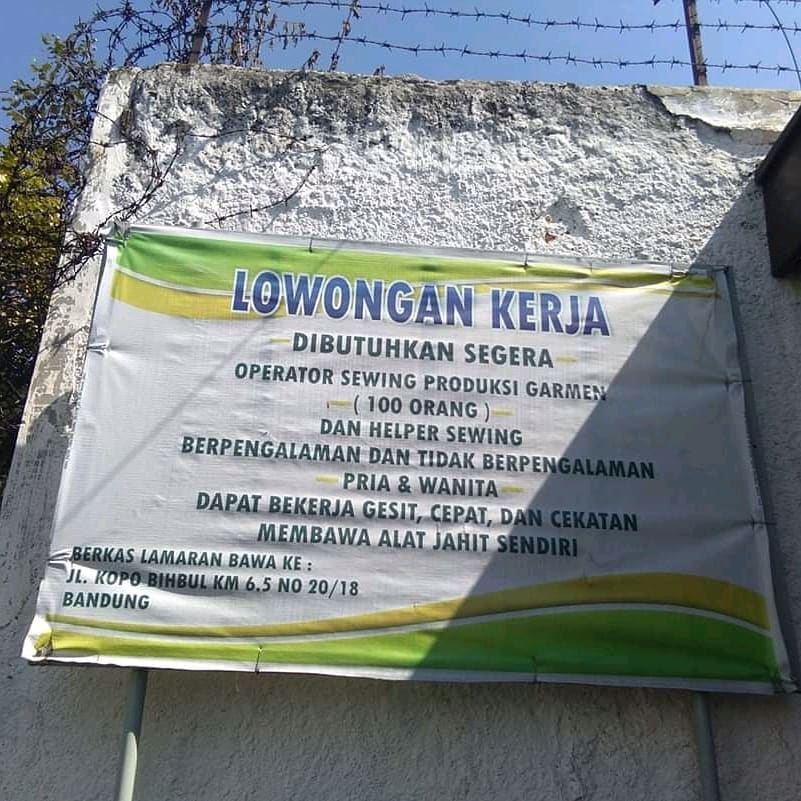 LOWONGAN KERJA
DIBUTUHKAN SEGERA
OPERATOR SEWING PRODUKSI GARMEN
( 100 ORANG )
DAN HELPER SEWING
BERPENGALAMAN DAN TIDAK BERPENGALAMAN
PRIA & WANITA
DAPAT BEKERJA GESIT, CEPAT, DAN CEKATAN
MEMBAWA ALAT JAHIT SENDIRI
BERKAS LAMARAN BAWA KE :
JL. KOPO BIHBUL KM 6.5 NO 20/18
BANDUNG